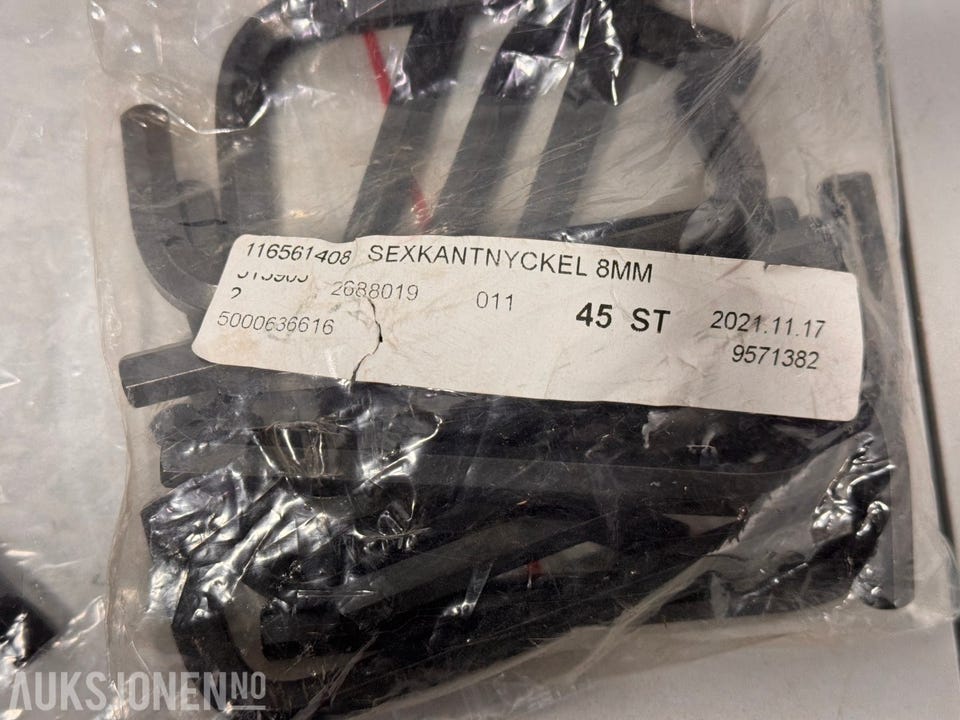 116561408 SEXKANTNYCKEL 8MM
2 2688019 011 45 ST 2021.11.17
5000636616 9571382
AUKSJONEN.NO